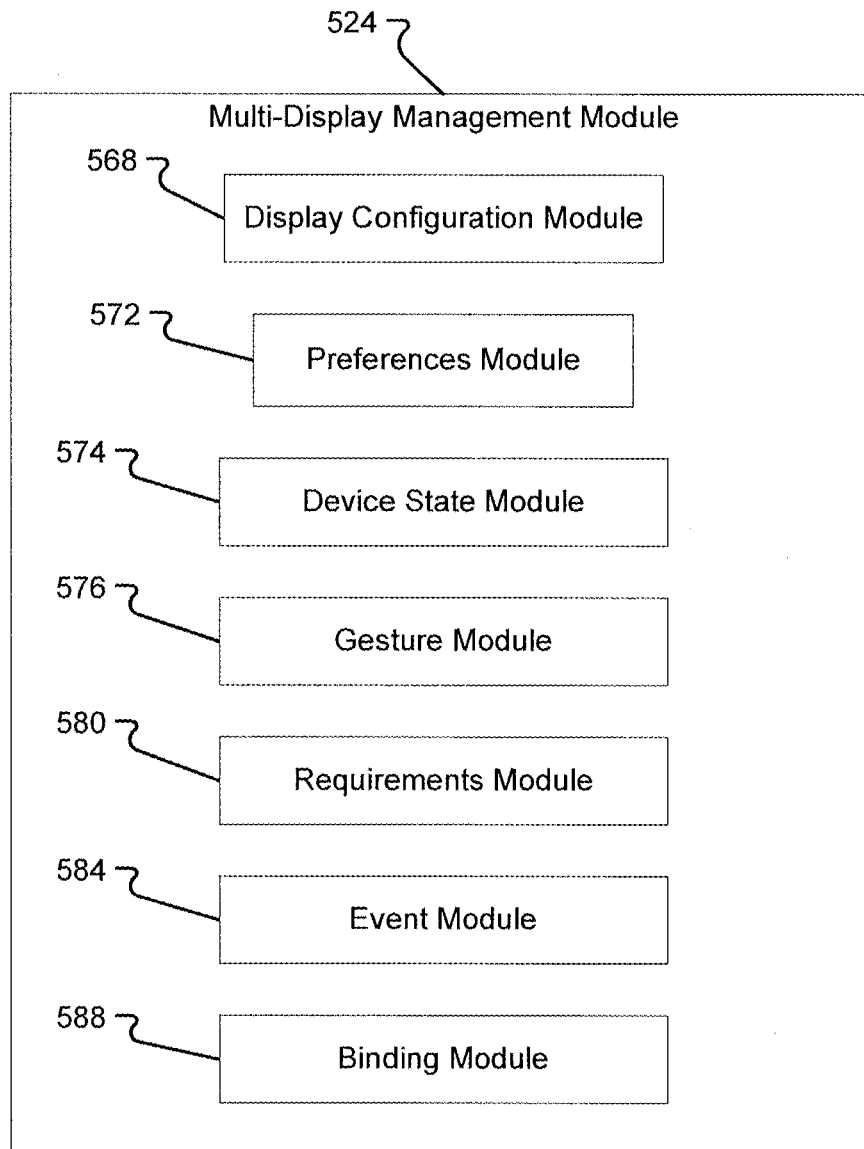 524
Multi-Display Management Module
568
Display Configuration Module
572
Preferences Module
574
Device State Module
576
Gesture Module
580
Requirements Module
584
Event Module
588
Binding Module